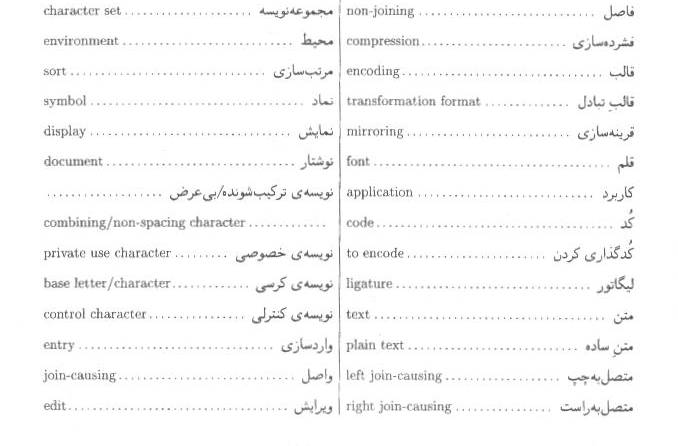 فاصل ........ non-joining
فشرده‌سازی ........ compression
قالب ........ encoding
قالبِ تبادل ........ transformation format
قرینه‌سازی ........ mirroring
قلم ........ font
کاربرد ........ application
کُد ........ code
کُدگذاری کردن ........ to encode
لیگاتور ........ ligature
متن ........ text
متنِ ساده ........ plain text
متصل‌به‌چپ ........ left join-causing
متصل‌به‌راست ........ right join-causing
مجموعه‌نویسه ........ character set
محیط ........ environment
مرتب‌سازی ........ sort
نماد ........ symbol
نمایش ........ display
نوشتار ........ document
نویسه‌ی ترکیب‌شونده/بی‌عرض ........
combining/non-spacing character ........
نویسه‌ی خصوصی ........ private use character
نویسه‌ی کرسی ........ base letter/character
نویسه‌ی کنترلی ........ control character
واردسازی ........ entry
واصل ........ join-causing
ویرایش ........ edit